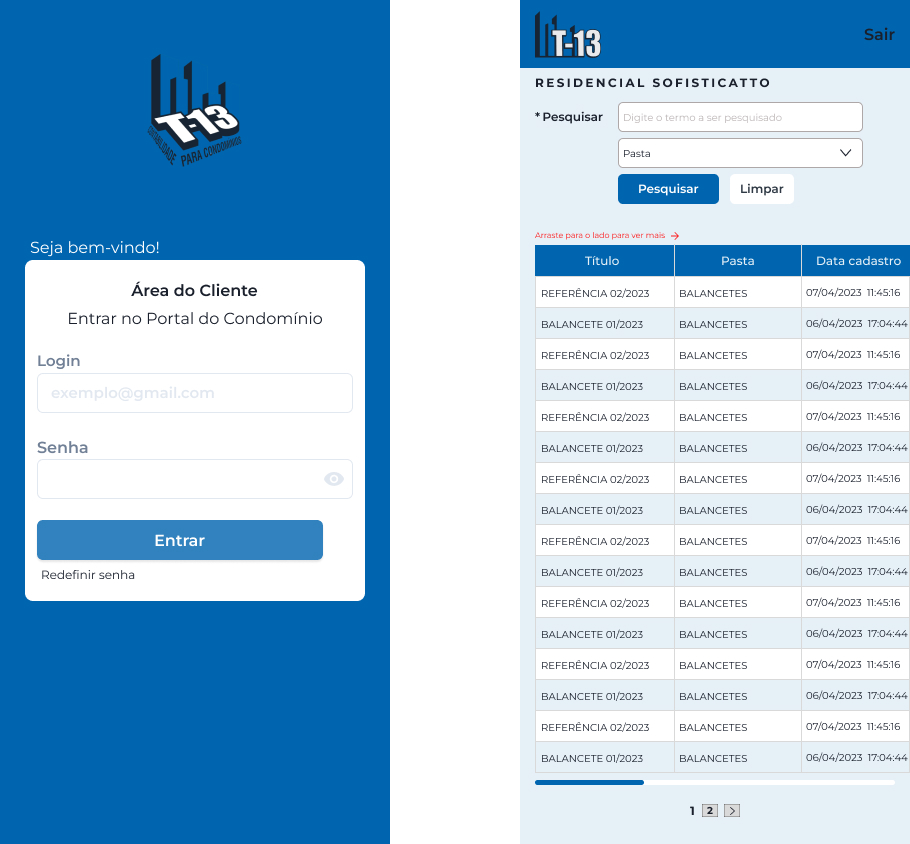 T-13
CONTABILIDADE PARA CONDOMÍNIOS
Seja bem-vindo!
Área do Cliente
Entrar no Portal do Condomínio
Login
exemplo@gmail.com
Senha
Entrar
Redefinir senha
T-13
Sair
RESIDENCIAL SOFISTICATTO
* Pesquisar Digite o termo a ser pesquisado
Pasta
Pesquisar Limpar
Arraste para o lado para ver mais →
Título Pasta Data cadastro
REFERÊNCIA 02/2023 BALANCETES 07/04/2023 11:45:16
BALANCETE 01/2023 BALANCETES 06/04/2023 17:04:44
REFERÊNCIA 02/2023 BALANCETES 07/04/2023 11:45:16
BALANCETE 01/2023 BALANCETES 06/04/2023 17:04:44
REFERÊNCIA 02/2023 BALANCETES 07/04/2023 11:45:16
BALANCETE 01/2023 BALANCETES 06/04/2023 17:04:44
REFERÊNCIA 02/2023 BALANCETES 07/04/2023 11:45:16
BALANCETE 01/2023 BALANCETES 06/04/2023 17:04:44
REFERÊNCIA 02/2023 BALANCETES 07/04/2023 11:45:16
BALANCETE 01/2023 BALANCETES 06/04/2023 17:04:44
REFERÊNCIA 02/2023 BALANCETES 07/04/2023 11:45:16
BALANCETE 01/2023 BALANCETES 06/04/2023 17:04:44
REFERÊNCIA 02/2023 BALANCETES 07/04/2023 11:45:16
BALANCETE 01/2023 BALANCETES 06/04/2023 17:04:44
REFERÊNCIA 02/2023 BALANCETES 07/04/2023 11:45:16
BALANCETE 01/2023 BALANCETES 06/04/2023 17:04:44
1 2 >